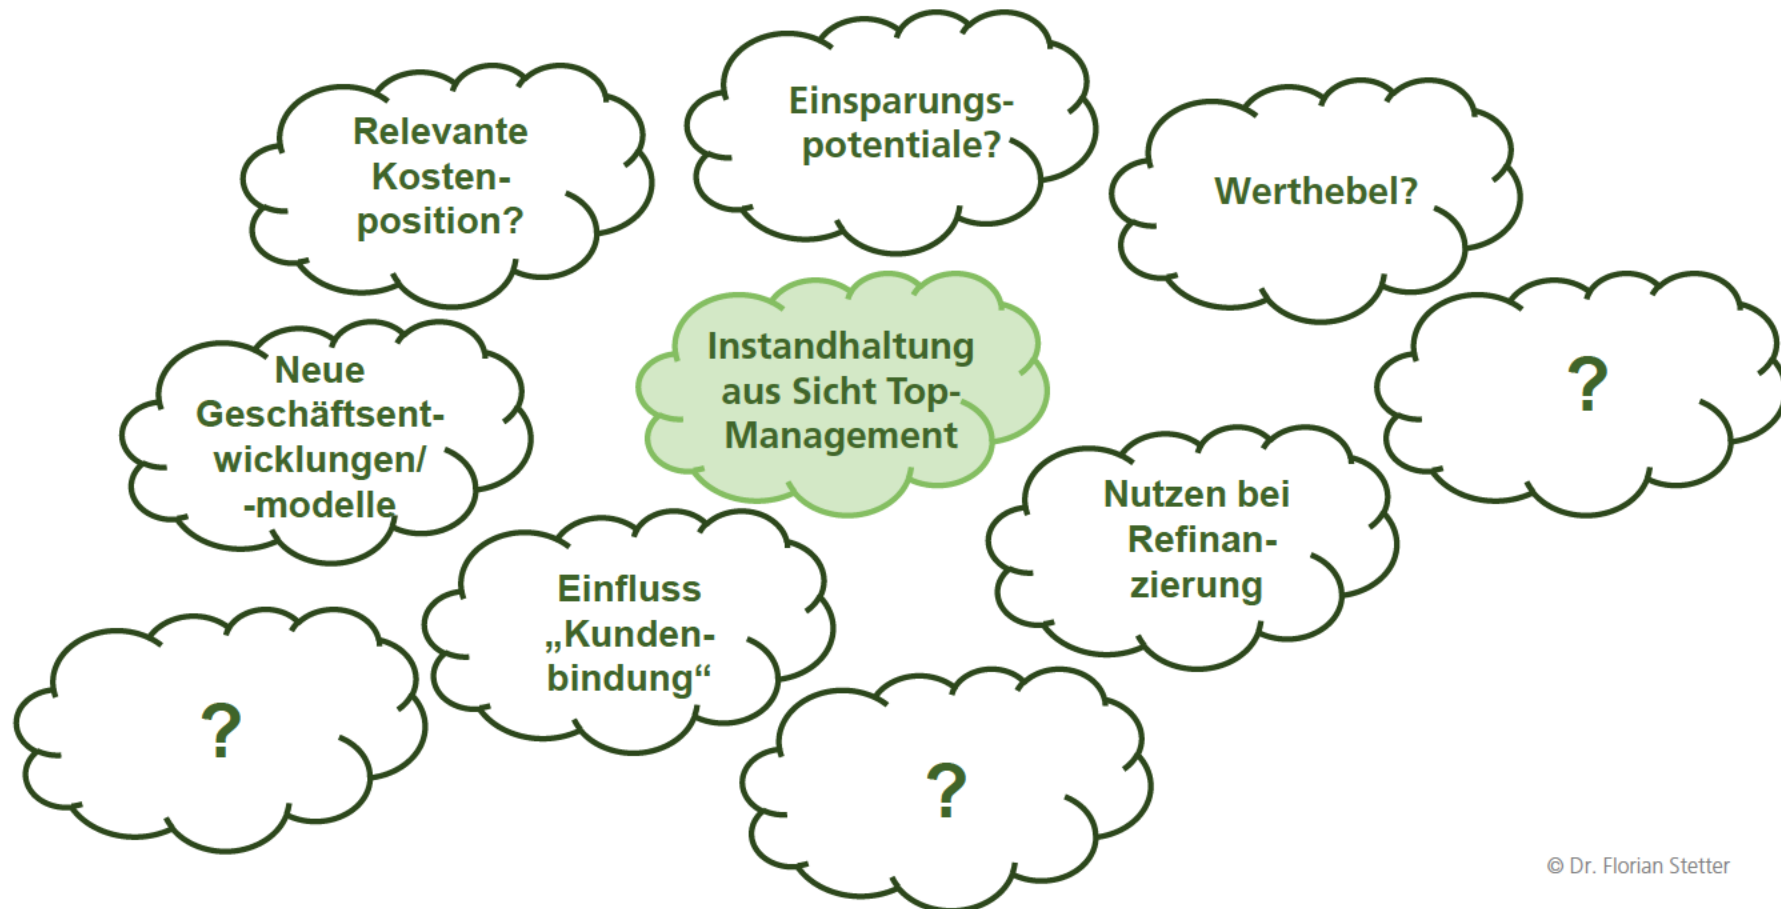 Relevante
Kosten-
position?
Einsparungs-
potentiale?
Werthebel?
Neue
Geschäftsent-
wicklungen/
-modelle
Instandhaltung
aus Sicht Top-
Management
?
Nutzen bei
Refinan-
zierung
Einfluss
„Kunden-
bindung“
?
?
© Dr. Florian Stetter